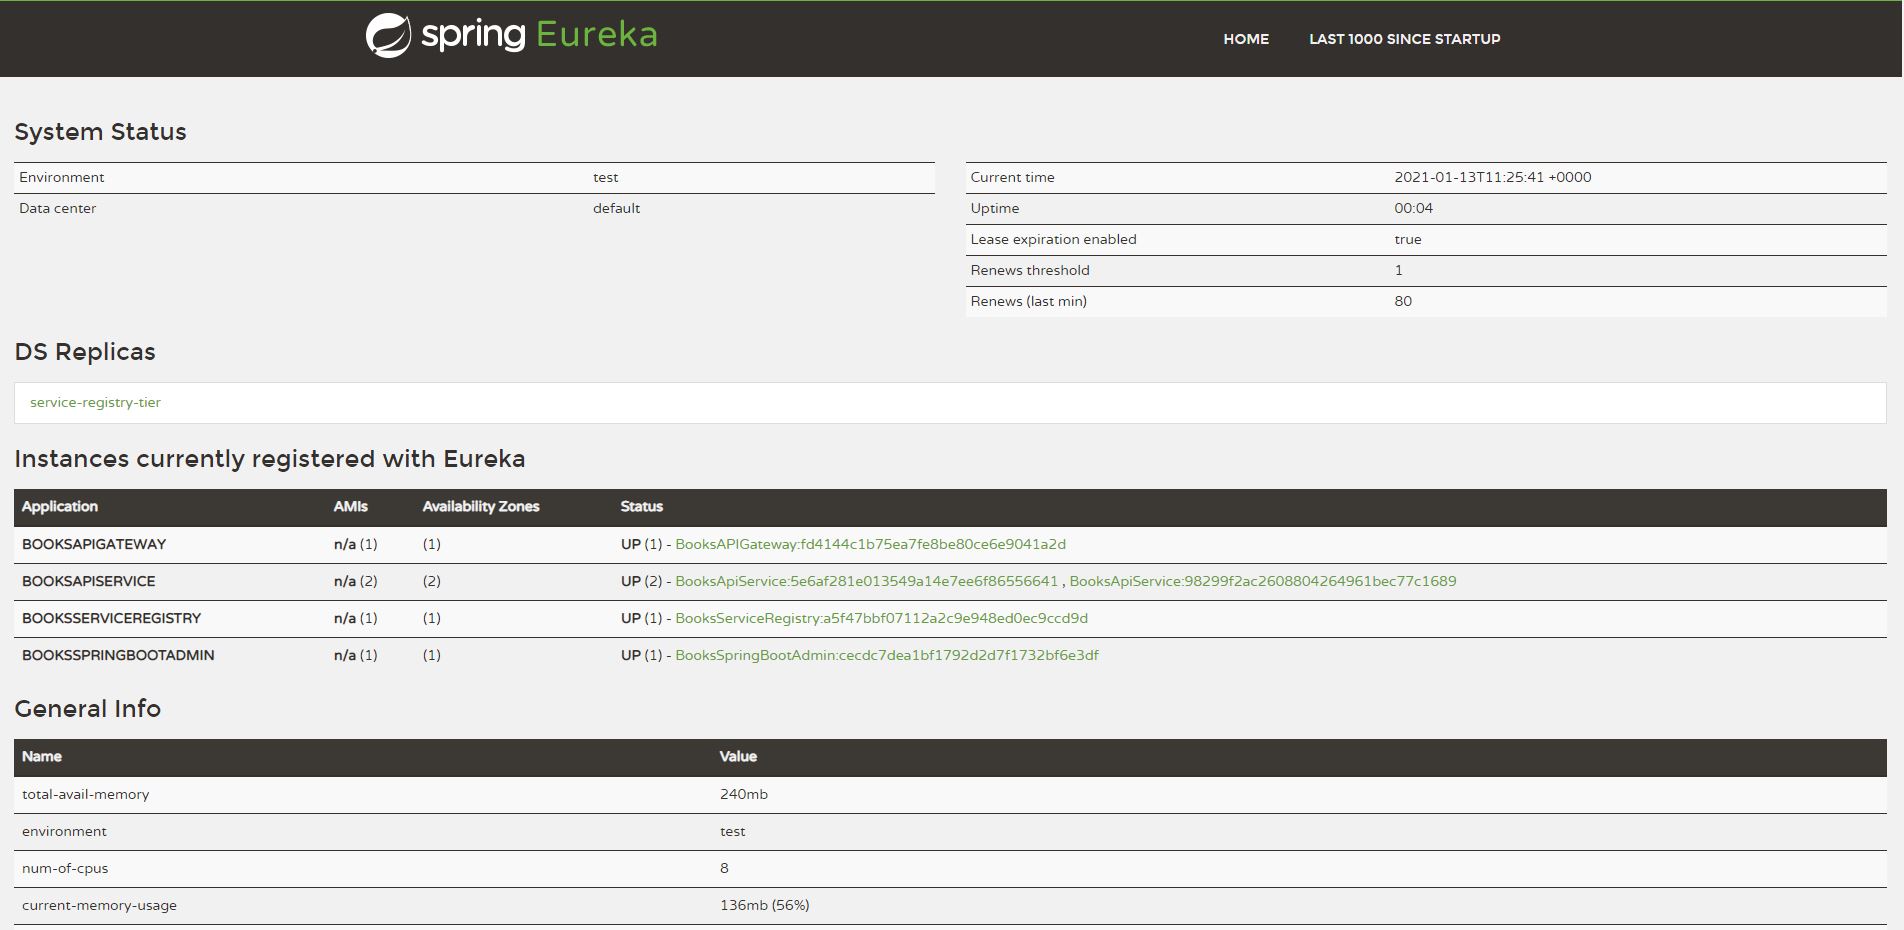 spring Eureka
HOME LAST 1000 SINCE STARTUP
System Status
Environment test
Data center default
Current time 2021-01-13T11:25:41 +0000
Uptime 00:04
Lease expiration enabled true
Renews threshold 1
Renews (last min) 80
DS Replicas
service-registry-tier
Instances currently registered with Eureka
Application AMIs Availability Zones Status
BOOKSAPIGATEWAY n/a (1) (1) UP (1) - BooksAPIGateway:fd4144c1b75ea7fe8be80ce6e9041a2d
BOOKSAPISERVICE n/a (2) (2) UP (2) - BooksApiService:5e6af281e013549a14e7ee6f86556641 , BooksApiService:98299f2ac2608804264961bec77c1689
BOOKSSERVICEREGISTRY n/a (1) (1) UP (1) - BooksServiceRegistry:a5f47bbf07112a2c9e948ed0ec9ccd9d
BOOKSSPRINGBOOTADMIN n/a (1) (1) UP (1) - BooksSpringBootAdmin:cecdc7dea1bf1792d2d7f1732bf6e3df
General Info
Name Value
total-avail-memory 240mb
environment test
num-of-cpus 8
current-memory-usage 136mb (56%)